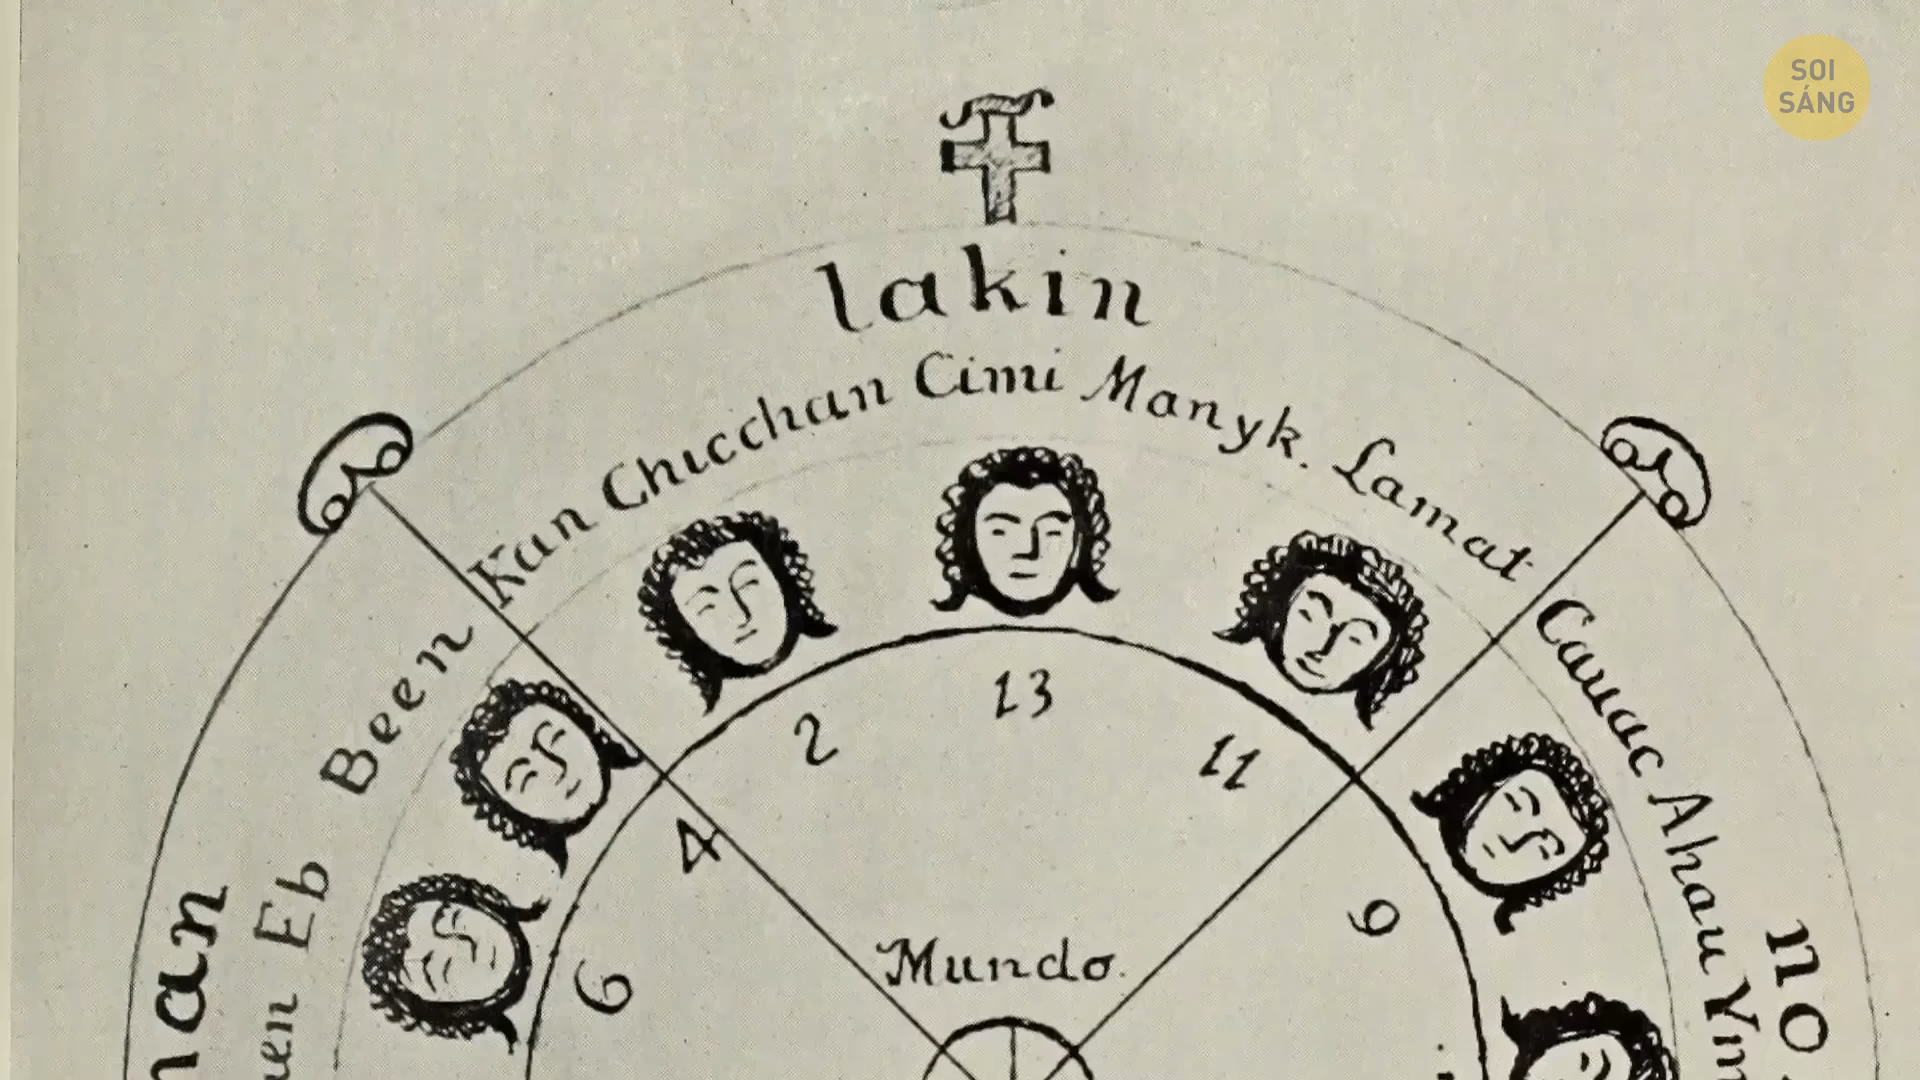 SOI
SÁNG
lakin
Kan Chicchan Cimi Manyk. Lamat
Been
Eb
Cauac Ahau
2
13
11
4
9
6
Mundo.